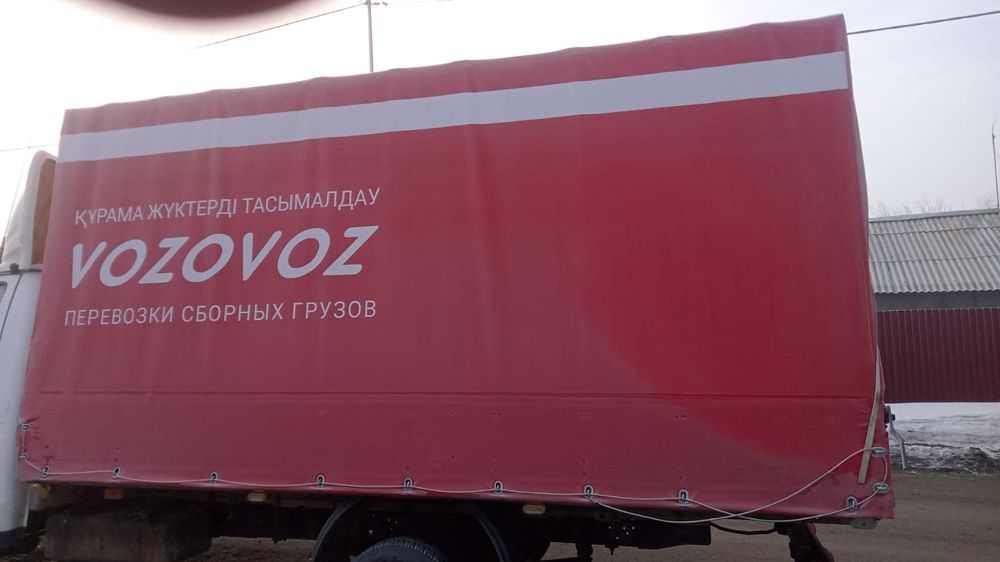 ҚҰРАМА ЖҮКТЕРДІ ТАСЫМАЛДАУ
VOZOVOZ
ПЕРЕВОЗКИ СБОРНЫХ ГРУЗОВ